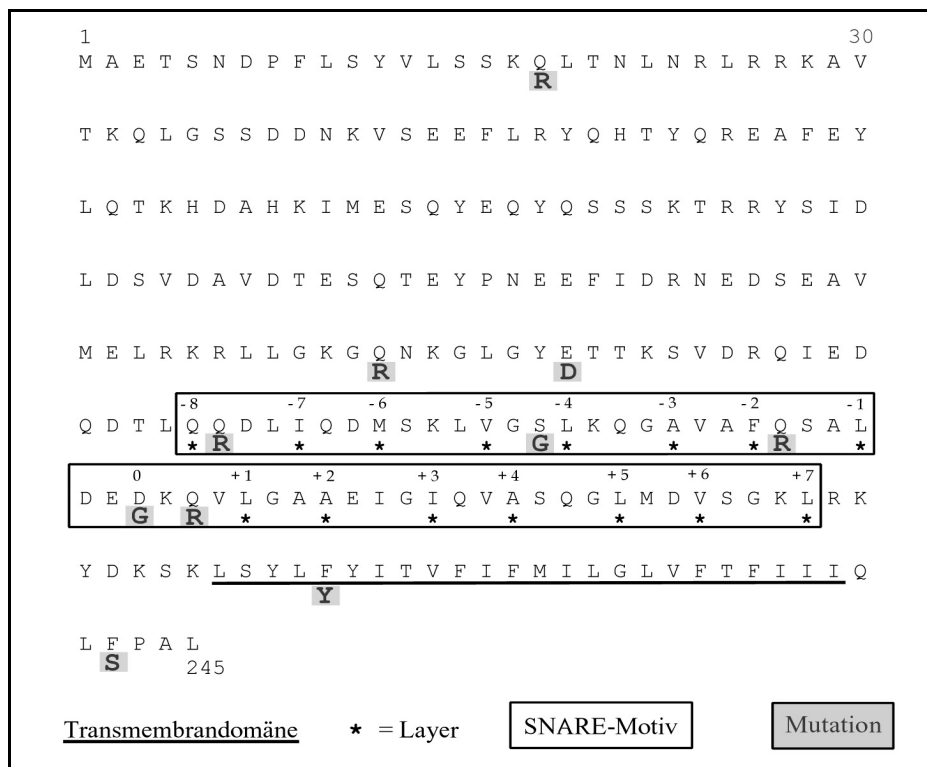 1 30
M A E T S N D P F L S Y V L S S K Q L T N L N R L R R K A V
R
T K Q L G S S D D N K V S E E F L R Y Q H T Y Q R E A F E Y
L Q T K H D A H K I M E S Q Y E Q Y Q S S S K T R R Y S I D
L D S V D A V D T E S Q T E Y P N E E F I D R N E D S E A V
M E L R K R L L G K G Q N K G L G Y E T T K S V D R Q I E D
R D
-8 -7 -6 -5 -4 -3 -2 -1
Q D T L Q Q D L I Q D M S K L V G S L K Q G A V A F Q S A L
* R * * * G * * * R *
0 +1 +2 +3 +4 +5 +6 +7
D E D K Q V L G A A E I G I Q V A S Q G L M D V S G K L R K
G R * * * * * * *
Y D K S K L S Y L F Y I T V F I F M I L G L V F T F I I I Q
Y
L F P A L
S 245
Transmembrandomäne * = Layer SNARE-Motiv Mutation